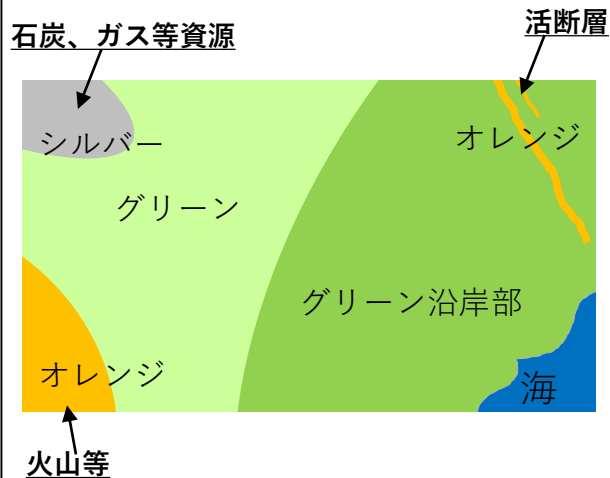 石炭、ガス等資源
活断層
シルバー
オレンジ
グリーン
グリーン沿岸部
オレンジ
海
火山等